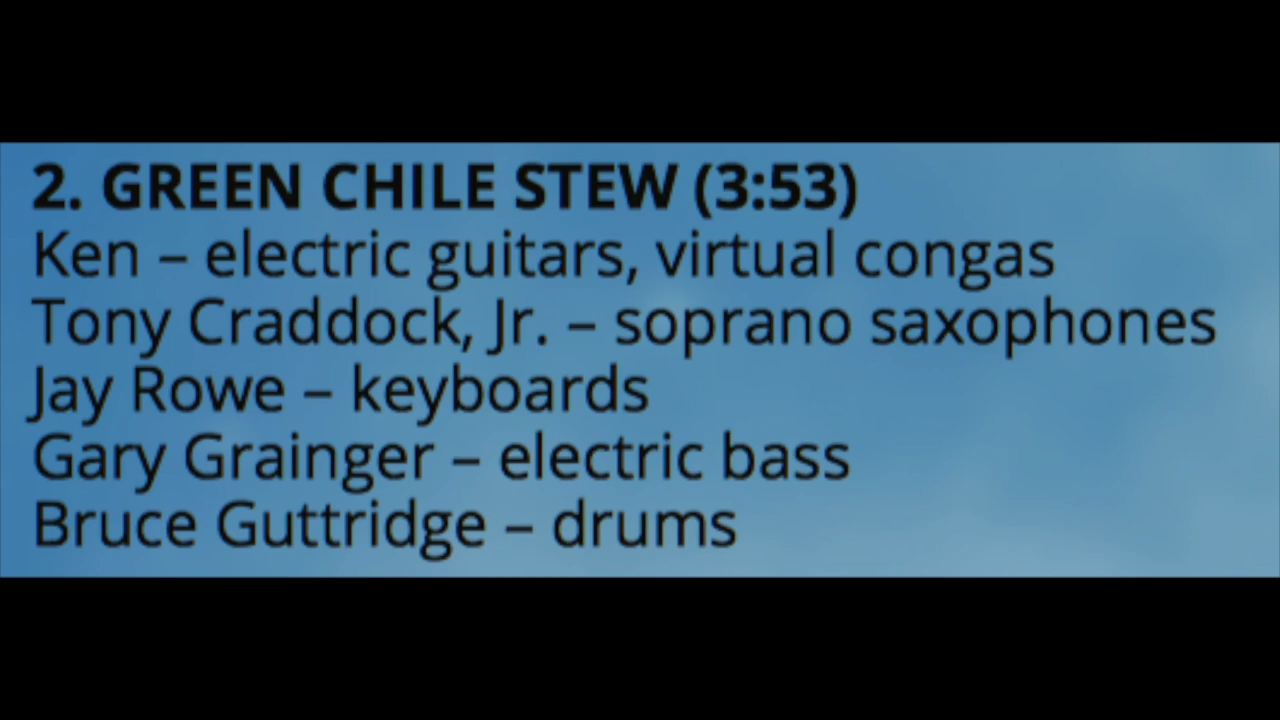 2. GREEN CHILE STEW (3:53)
Ken – electric guitars, virtual congas
Tony Craddock, Jr. – soprano saxophones
Jay Rowe – keyboards
Gary Grainger – electric bass
Bruce Guttridge – drums